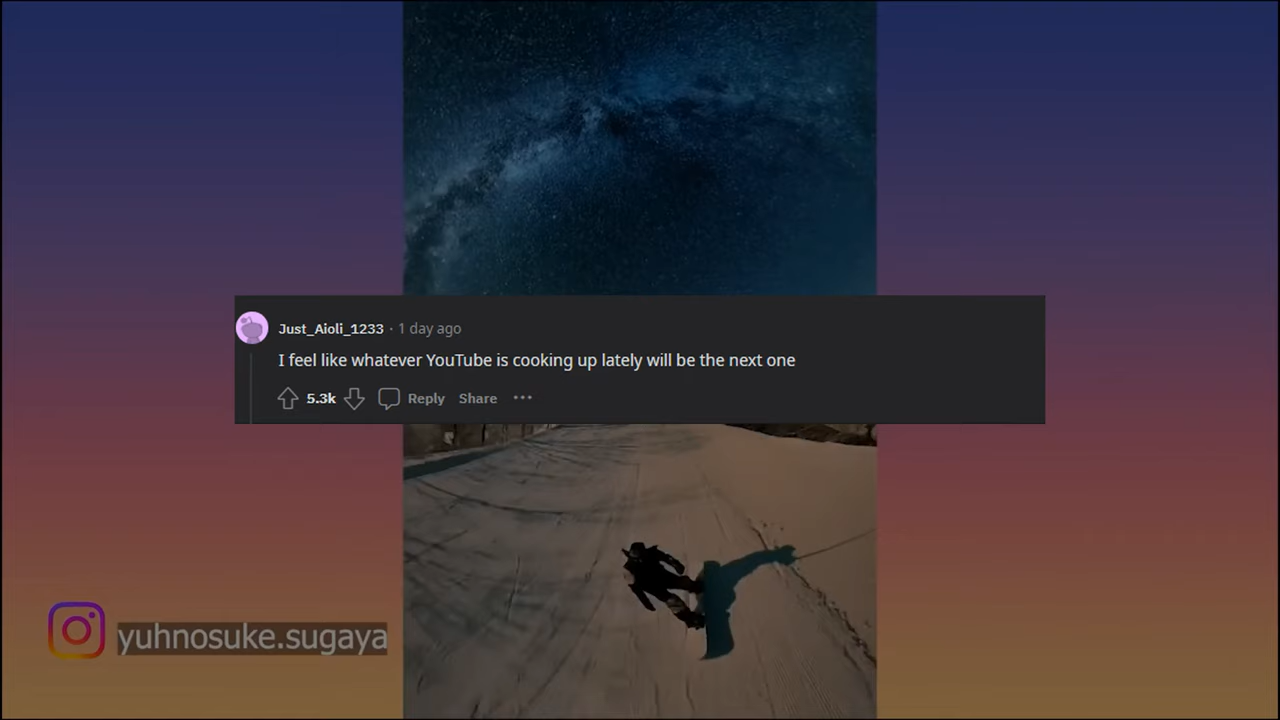 Just_Aioli_1233 · 1 day ago
I feel like whatever YouTube is cooking up lately will be the next one
5.3k Reply Share ···
yuhnosuke.sugaya